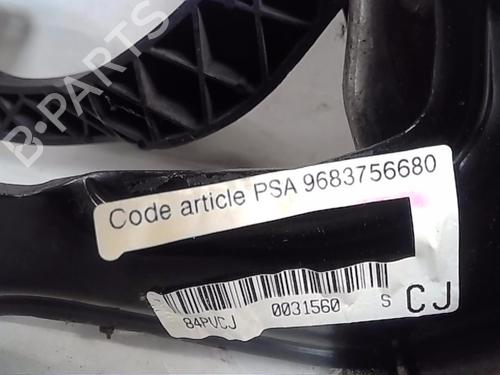 B-PARTS
Code article PSA 9683756680
84PVCJ 0031560 S CJ